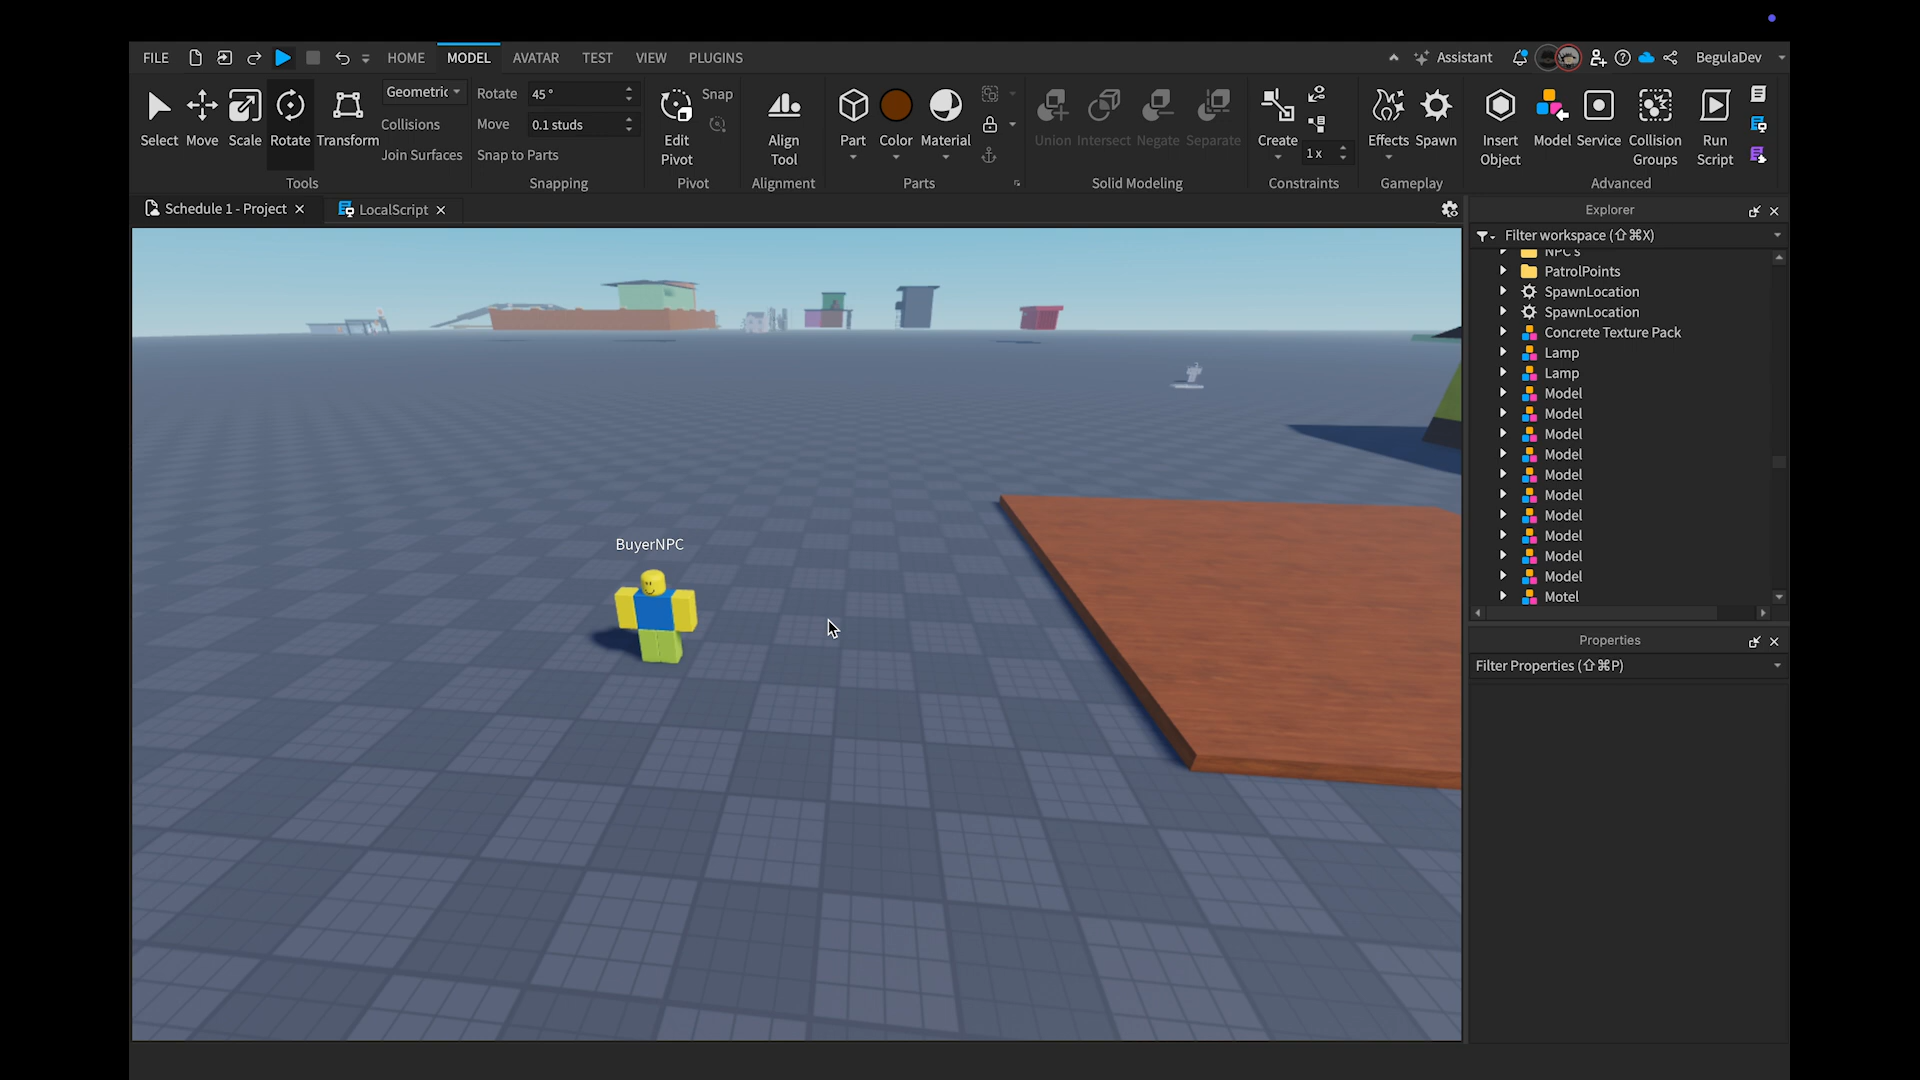 FILE HOME MODEL AVATAR TEST VIEW PLUGINS Assistant BegulaDev
Select Move Scale Rotate Transform
Geometric
Collisions
Join Surfaces
Tools
Rotate 45 °
Move 0.1 studs
Snap to Parts
Snapping
Edit Pivot
Snap
Pivot
Align Tool
Alignment
Part Color Material
Parts
Union Intersect Negate Separate
Solid Modeling
Create
1 x
Constraints
Effects Spawn
Gameplay
Insert Object
Model
Service
Collision Groups
Run Script
Advanced
Schedule 1 - Project
LocalScript
BuyerNPC
Explorer
Filter workspace (⇧⌘X)
NPC's
PatrolPoints
SpawnLocation
SpawnLocation
Concrete Texture Pack
Lamp
Lamp
Model
Model
Model
Model
Model
Model
Model
Model
Model
Model
Motel
Properties
Filter Properties (⇧⌘P)